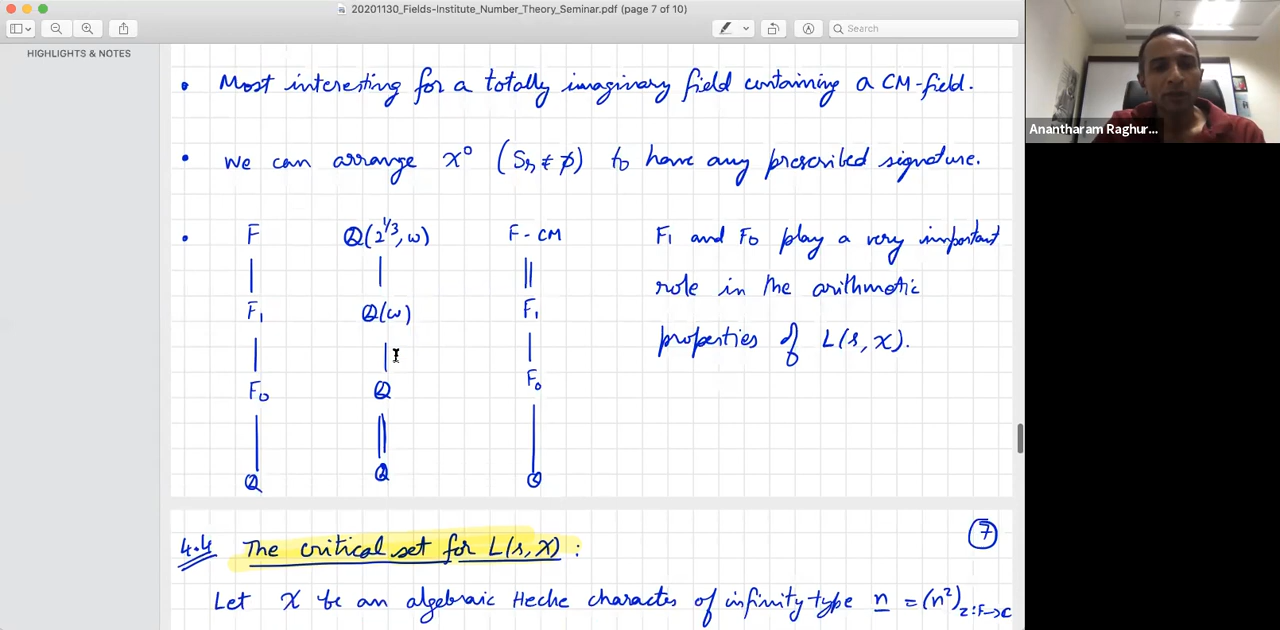 20201130_Fields-Institute_Number_Theory_Seminar.pdf (page 7 of 10)
Search
HIGHLIGHTS & NOTES
Anantharam Raghur...
• Most interesting for a totally imaginary field containing a CM-field.
• We can arrange χ⁰ (Sr ≠ φ) to have any prescribed signature.
• F Q(2^{1/3}, ω) F - CM F₁ and F₀ play a very important
role in the arithmetic
F₁ Q(ω) F₁
properties of L(s, χ).
F₀ Q F₀
Q Q Q
4.4 The critical set for L(s, χ) : 7
Let χ be an algebraic Hecke character of infinity type n = (n^τ)_{τ:F→C}